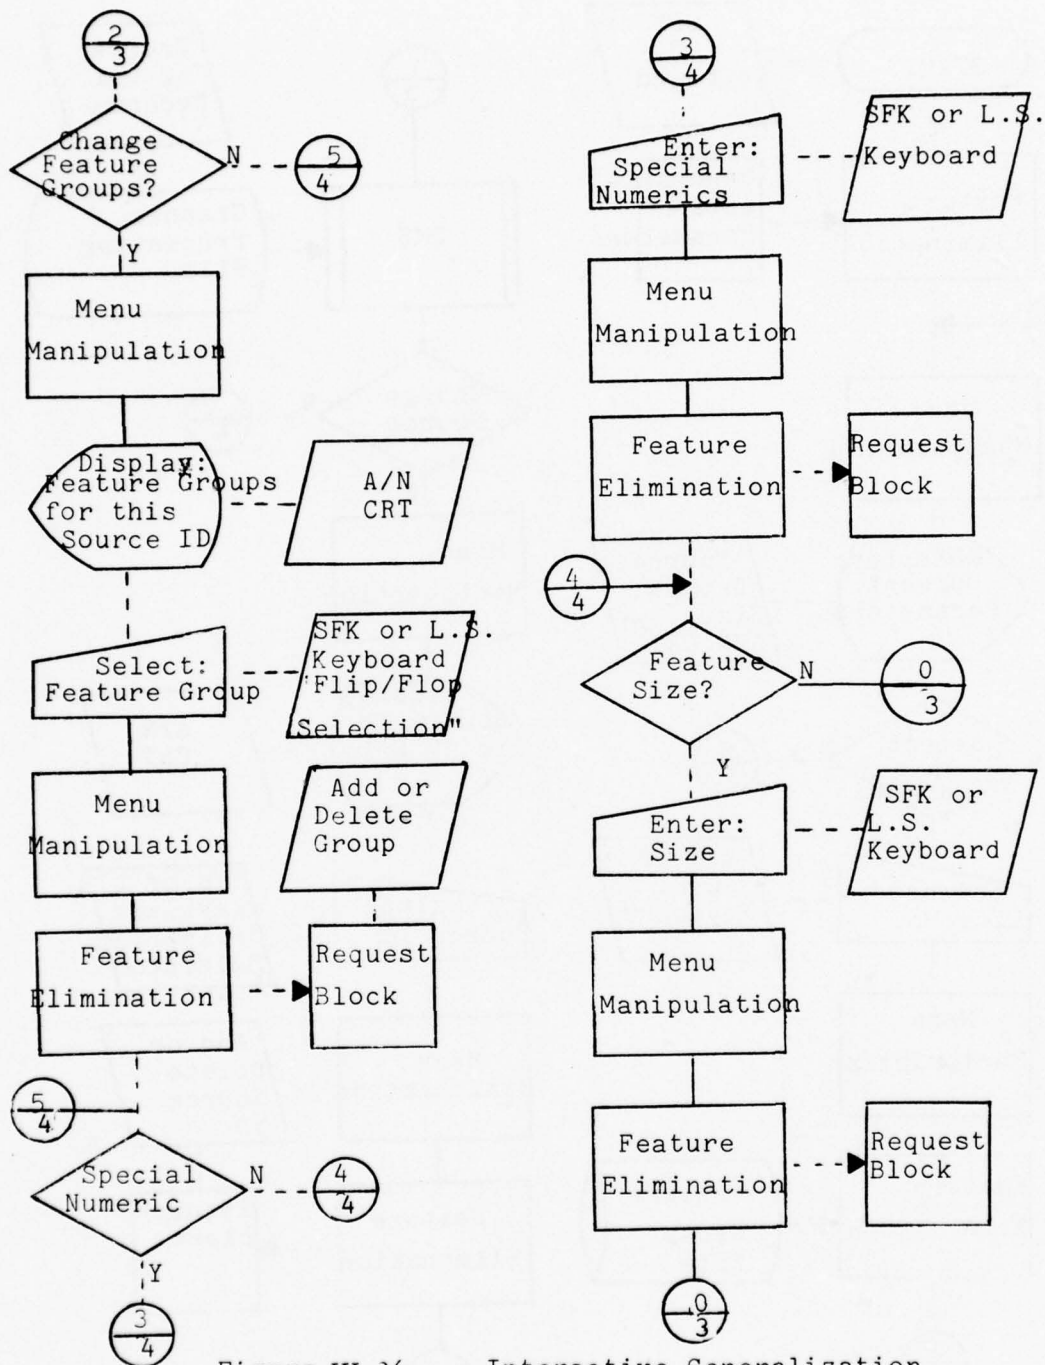 2
3
Change
Feature
Groups?
N
5
4
Y
Menu
Manipulation
Display:
Feature Groups
for this
Source ID
A/N
CRT
Select:
Feature Group
SFK or L.S.
Keyboard
"Flip/Flop
Selection"
Menu
Manipulation
Add or
Delete
Group
Feature
Elimination
Request
Block
5
4
Special
Numeric
N
4
4
Y
3
4
3
4
Enter:
Special
Numerics
SFK or L.S.
Keyboard
Menu
Manipulation
Feature
Elimination
Request
Block
4
4
Feature
Size?
N
0
3
Y
Enter:
Size
SFK or
L.S.
Keyboard
Menu
Manipulation
Feature
Elimination
Request
Block
0
3
Interactive Generalization